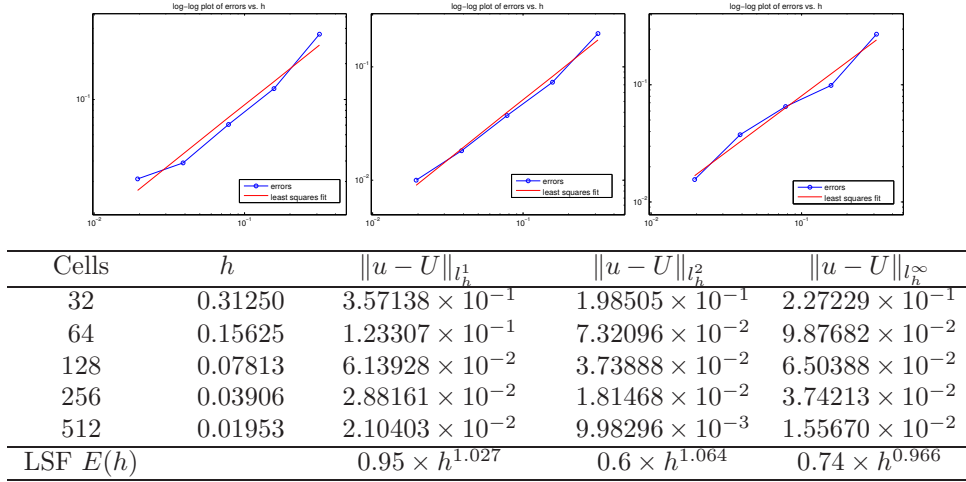 log−log plot of errors vs. h
log−log plot of errors vs. h
log−log plot of errors vs. h
10^{-1}
10^{-1}
10^{-2}
10^{-1}
10^{-2}
errors
least squares fit
errors
least squares fit
errors
least squares fit
10^{-2} 10^{-1}
10^{-2} 10^{-1}
10^{-2} 10^{-1}
Cells h ‖u − U‖_{l^1_h} ‖u − U‖_{l^2_h} ‖u − U‖_{l^∞_h}
32 0.31250 3.57138 × 10^{−1} 1.98505 × 10^{−1} 2.27229 × 10^{−1}
64 0.15625 1.23307 × 10^{−1} 7.32096 × 10^{−2} 9.87682 × 10^{−2}
128 0.07813 6.13928 × 10^{−2} 3.73888 × 10^{−2} 6.50388 × 10^{−2}
256 0.03906 2.88161 × 10^{−2} 1.81468 × 10^{−2} 3.74213 × 10^{−2}
512 0.01953 2.10403 × 10^{−2} 9.98296 × 10^{−3} 1.55670 × 10^{−2}
LSF E(h) 0.95 × h^{1.027} 0.6 × h^{1.064} 0.74 × h^{0.966}